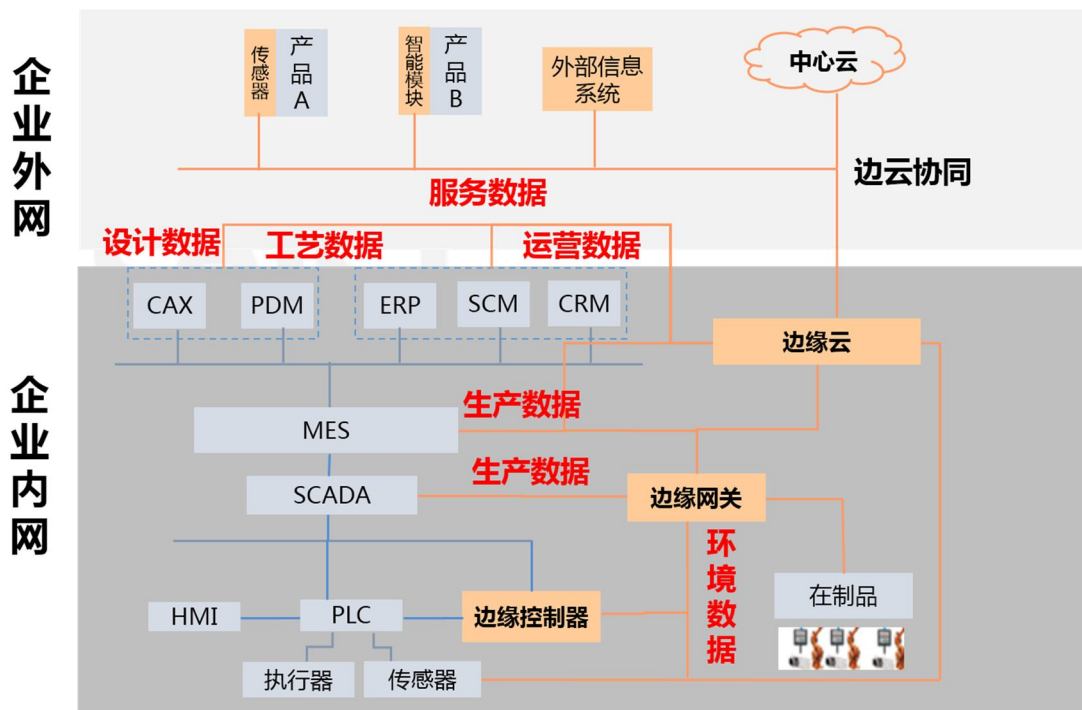 企业外网
传感器
产品A
智能模块
产品B
外部信息
系统
中心云
边云协同
服务数据
设计数据
工艺数据
运营数据
企业内网
CAX
PDM
ERP
SCM
CRM
边缘云
生产数据
MES
生产数据
SCADA
边缘网关
环境数据
在制品
HMI
PLC
边缘控制器
执行器
传感器